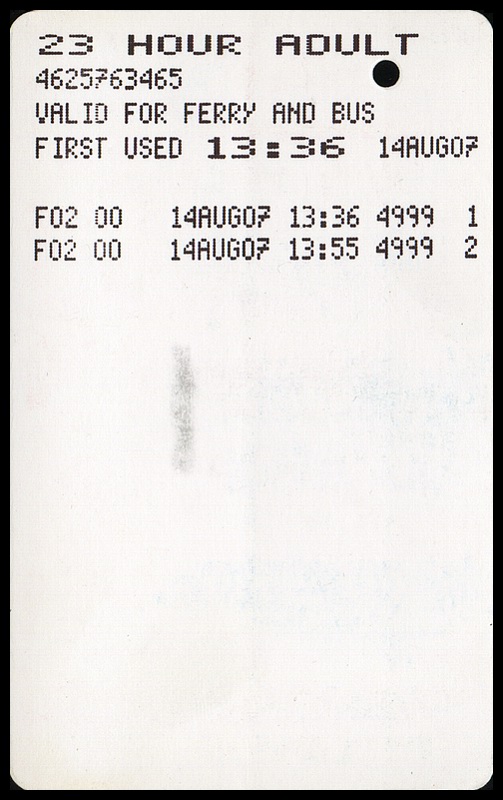 23 HOUR ADULT
4625763465
VALID FOR FERRY AND BUS
FIRST USED 13:36 14AUG07
F02 00 14AUG07 13:36 4999 1
F02 00 14AUG07 13:55 4999 2